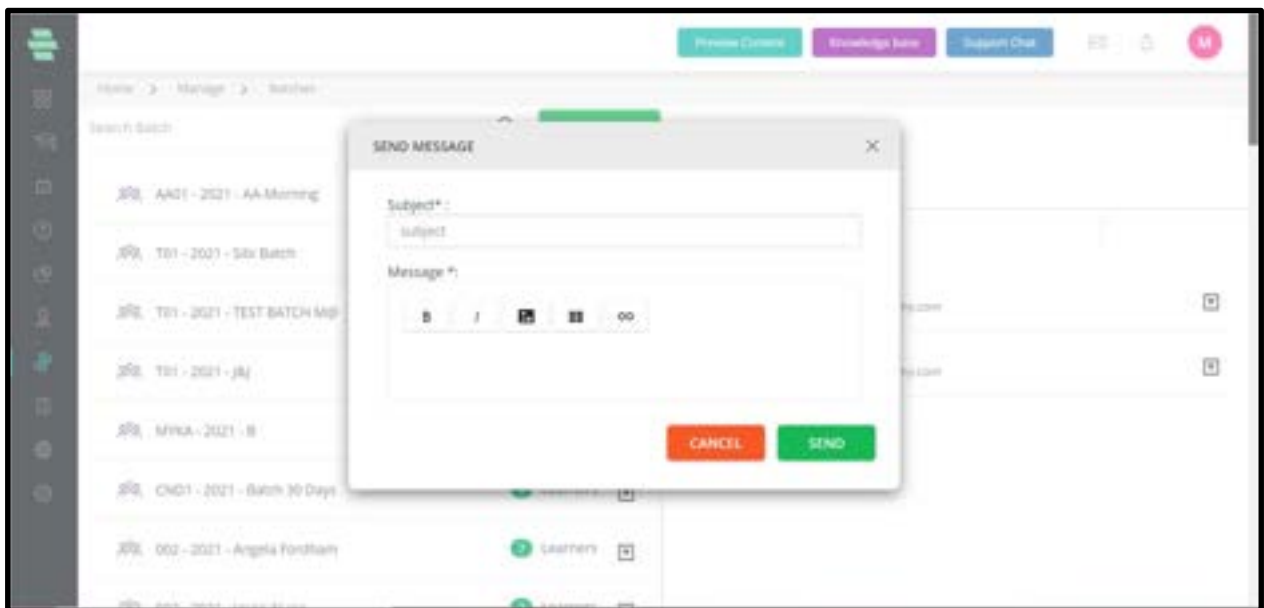 Preview Content Knowledge base Support Chat M
Home > Manage > Batches
Search Batch
SEND MESSAGE
AA01 - 2021 - AA-Morning
Subject* :
subject
T01 - 2021 - Batch
Message *:
T01 - 2021 - TEST BATCH
B I
T01 - 2021 - J&J
MYKA - 2021 - B
CANCEL SEND
CND1 - 2021 - Batch 30 Days
Learners
002 - 2021 - Angela Fordham
Learners